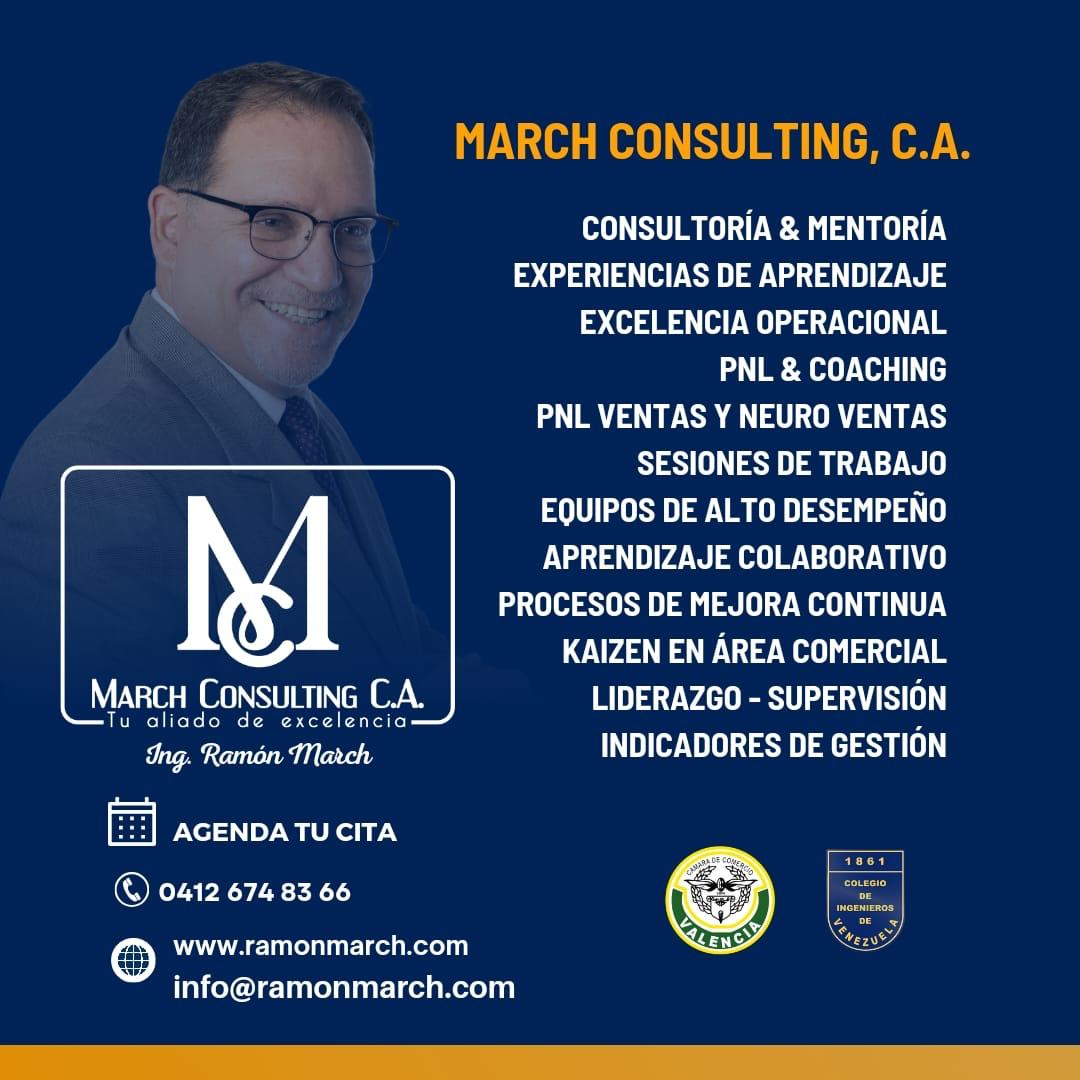 MARCH CONSULTING, C.A.
CONSULTORÍA & MENTORÍA
EXPERIENCIAS DE APRENDIZAJE
EXCELENCIA OPERACIONAL
PNL & COACHING
PNL VENTAS Y NEURO VENTAS
SESIONES DE TRABAJO
EQUIPOS DE ALTO DESEMPEÑO
APRENDIZAJE COLABORATIVO
PROCESOS DE MEJORA CONTINUA
KAIZEN EN ÁREA COMERCIAL
LIDERAZGO - SUPERVISIÓN
INDICADORES DE GESTIÓN
MC
MARCH CONSULTING C.A.
Tu aliado de excelencia
Ing. Ramón March
AGENDA TU CITA
0412 674 83 66
www.ramonmarch.com
info@ramonmarch.com
CAMARA DE COMERCIO
VALENCIA
1861
COLEGIO
DE
INGENIEROS
DE
VENEZUELA